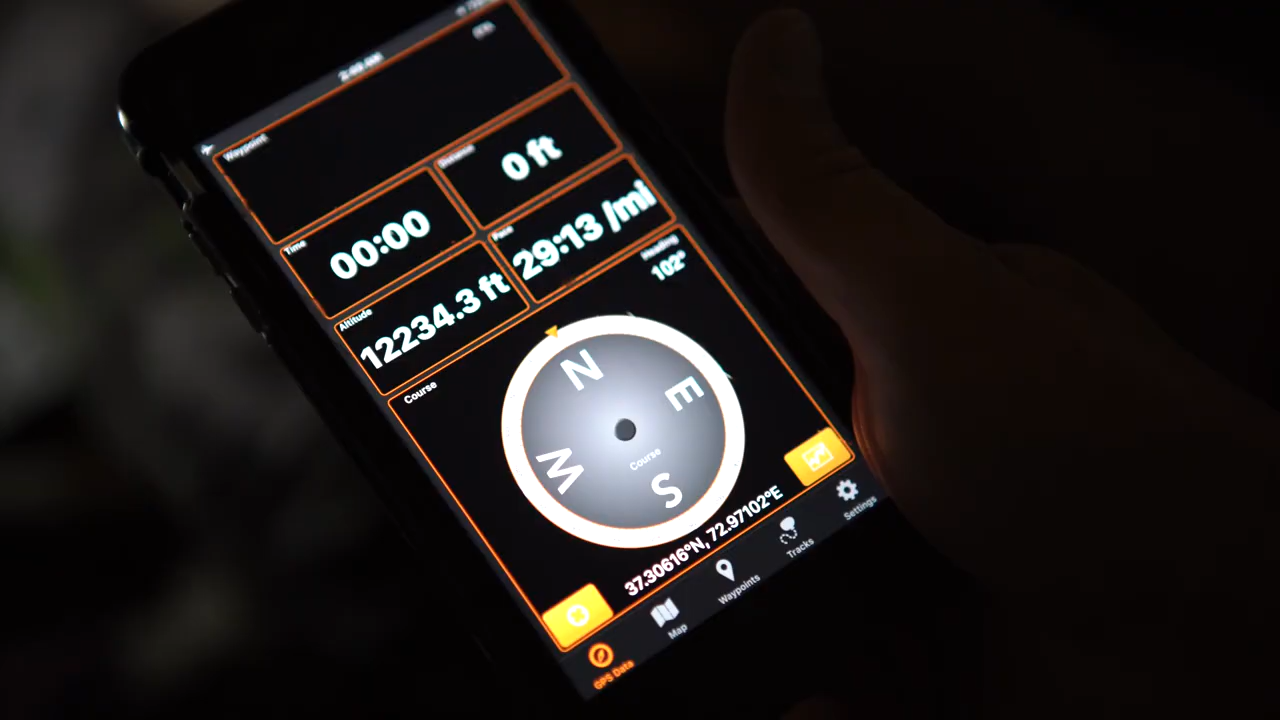 Waypoint
Time
00:00
Distance
0 ft
Altitude
12234.3 ft
Pace
29:13 /mi
Course
Heading
102°
N
E
S
W
Course
37.30616°N, 72.97102°E
GPS Data
Map
Waypoints
Tracks
Settings